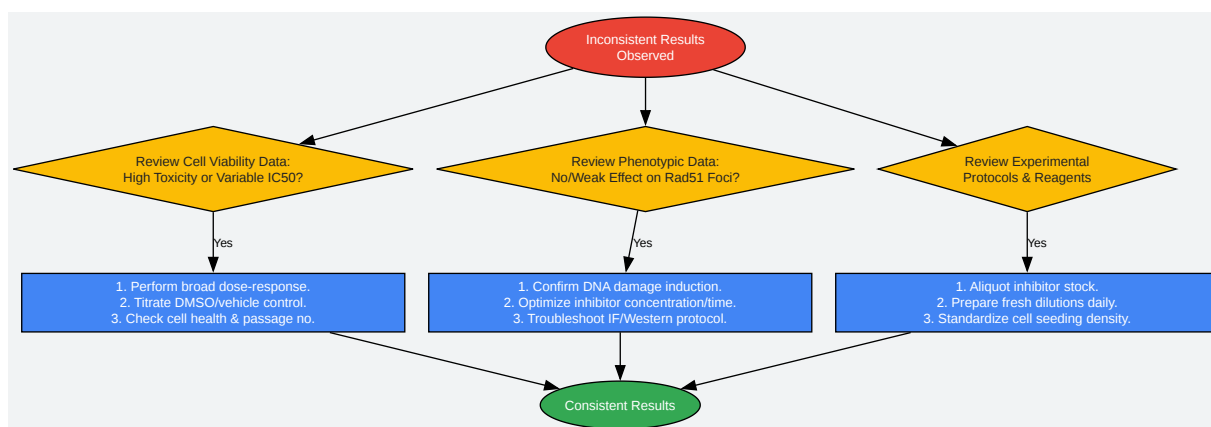 Inconsistent Results
Observed
Review Cell Viability Data:
High Toxicity or Variable IC50?
Review Phenotypic Data:
No/Weak Effect on Rad51 Foci?
Review Experimental
Protocols & Reagents
Yes
Yes
Yes
1. Perform broad dose-response.
2. Titrate DMSO/vehicle control.
3. Check cell health & passage no.
1. Confirm DNA damage induction.
2. Optimize inhibitor concentration/time.
3. Troubleshoot IF/Western protocol.
1. Aliquot inhibitor stock.
2. Prepare fresh dilutions daily.
3. Standardize cell seeding density.
Consistent Results